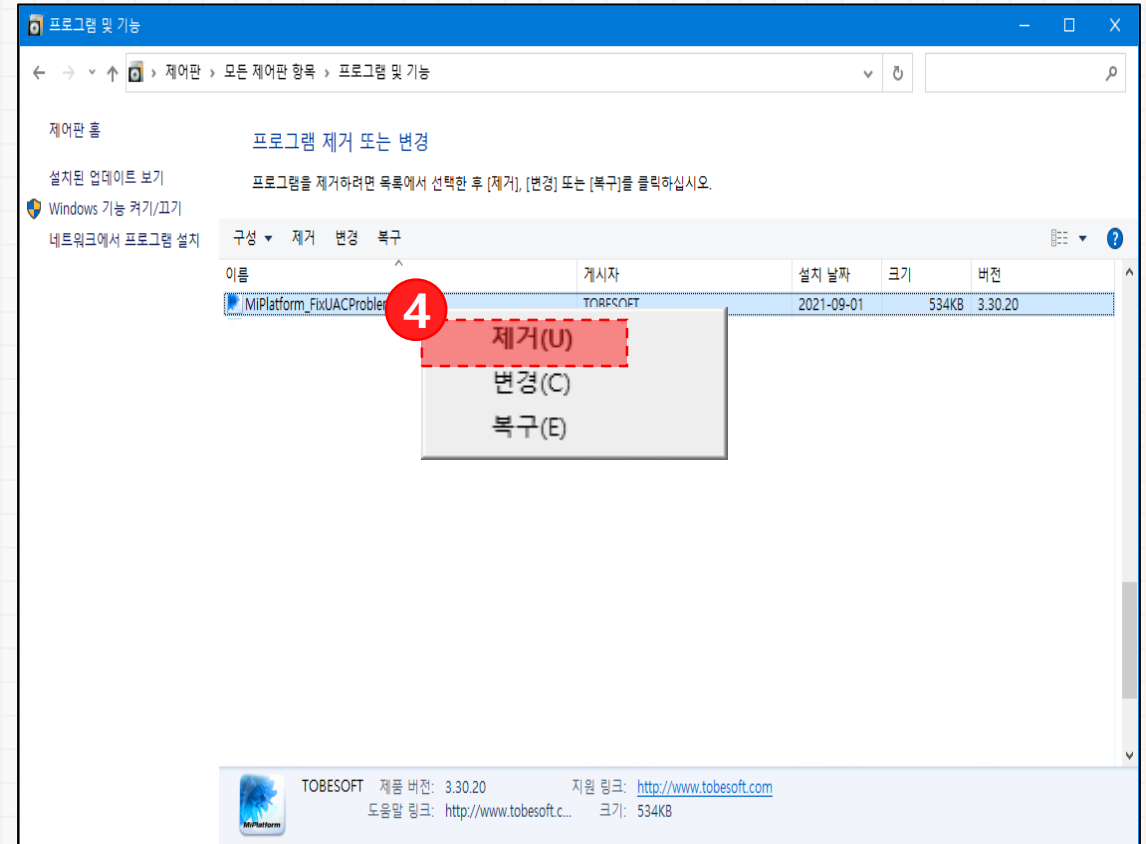 프로그램 및 기능
제어판 › 모든 제어판 항목 › 프로그램 및 기능
제어판 홈
설치된 업데이트 보기
Windows 기능 켜기/끄기
네트워크에서 프로그램 설치
프로그램 제거 또는 변경
프로그램을 제거하려면 목록에서 선택한 후 [제거], [변경] 또는 [복구]를 클릭하십시오.
구성 제거 변경 복구
이름 게시자 설치 날짜 크기 버전
MiPlatform_FixUACProblem TOBESOFT 2021-09-01 534KB 3.30.20
4
제거(U)
변경(C)
복구(E)
TOBESOFT 제품 버전: 3.30.20 지원 링크: http://www.tobesoft.com
도움말 링크: http://www.tobesoft.c... 크기: 534KB
MiPlatform